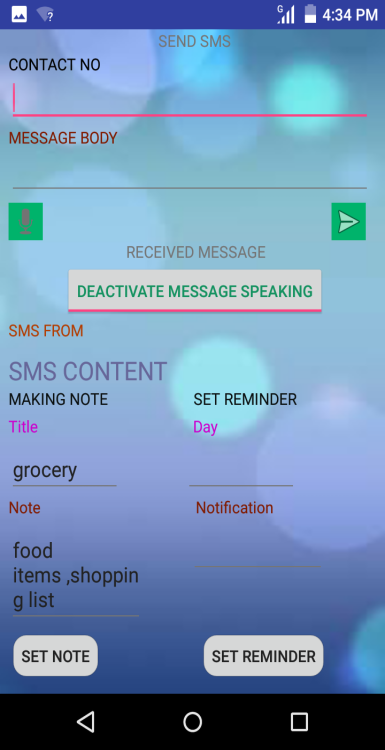 4:34 PM
SEND SMS
CONTACT NO
MESSAGE BODY
RECEIVED MESSAGE
DEACTIVATE MESSAGE SPEAKING
SMS FROM
SMS CONTENT
MAKING NOTE SET REMINDER
Title Day
grocery
Note Notification
food
items ,shoppin
g list
SET NOTE SET REMINDER